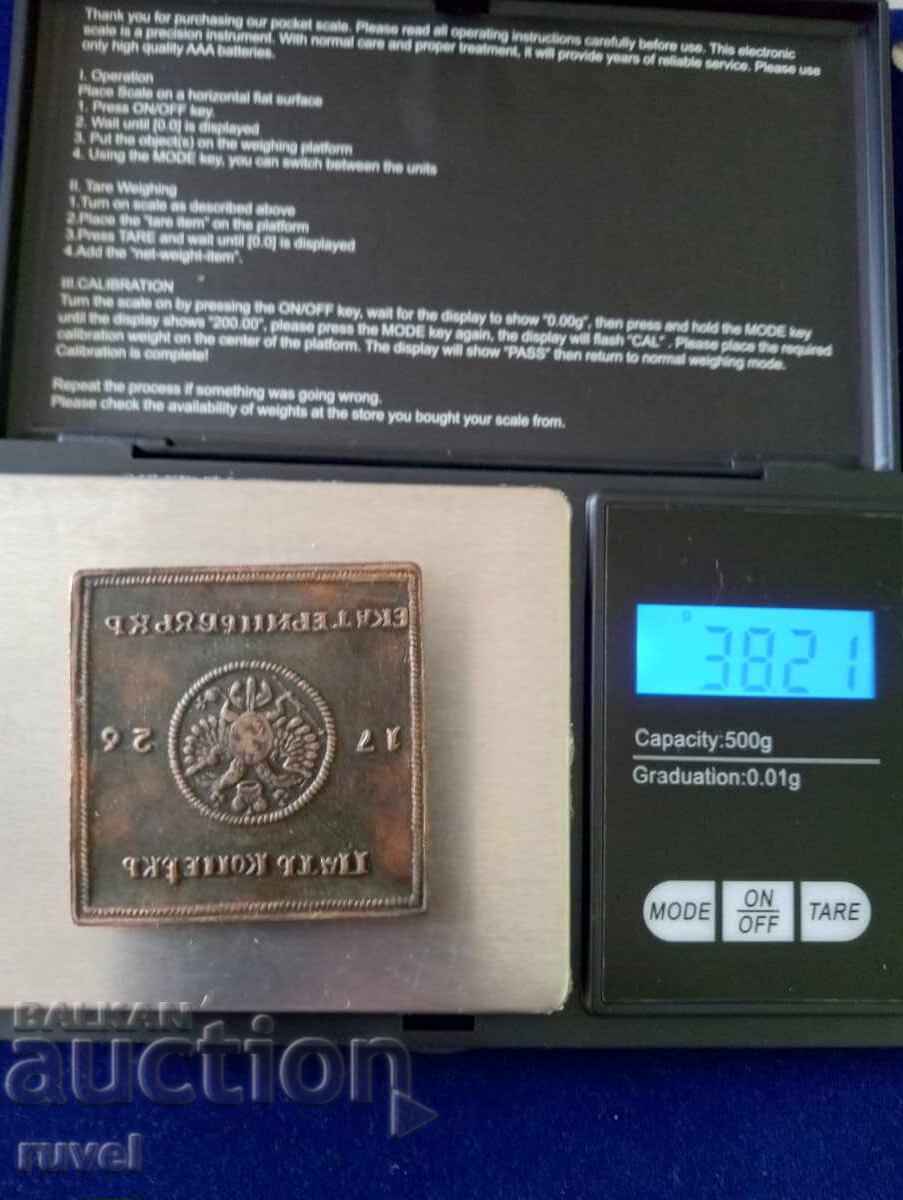 Thank you for purchasing our pocket scale. Please read all operating instructions carefully before use. This electronic
scale is a precision instrument. With normal care and proper treatment, it will provide years of reliable service. Please use
only high quality AAA batteries.
I. Operation
Place Scale on a horizontal flat surface
1. Press ON/OFF key.
2. Wait until [0.0] is displayed
3. Put the object(s) on the weighing platform
4. Using the MODE key, you can switch between the units
II. Tare Weighing
1.Turn on scale as described above
2.Place the "tare item" on the platform
3.Press TARE and wait until [0.0] is displayed
4.Add the "net-weight-item".
III.CALIBRATION
Turn the scale on by pressing the ON/OFF key, wait for the display to show "0.00g", then press and hold the MODE key
until the display shows "200.00", please press the MODE key again, the display will flash "CAL" . Please place the required
calibration weight on the center of the platform. The display will show "PASS" then return to normal weighing mode.
Calibration is complete!
Repeat the process if something was going wrong.
Please check the availability of weights at the store you bought your scale from.
17 26
g
38.21
Capacity:500g
Graduation:0.01g
MODE
ON
OFF
TARE
BALKAN
auction
ruvel